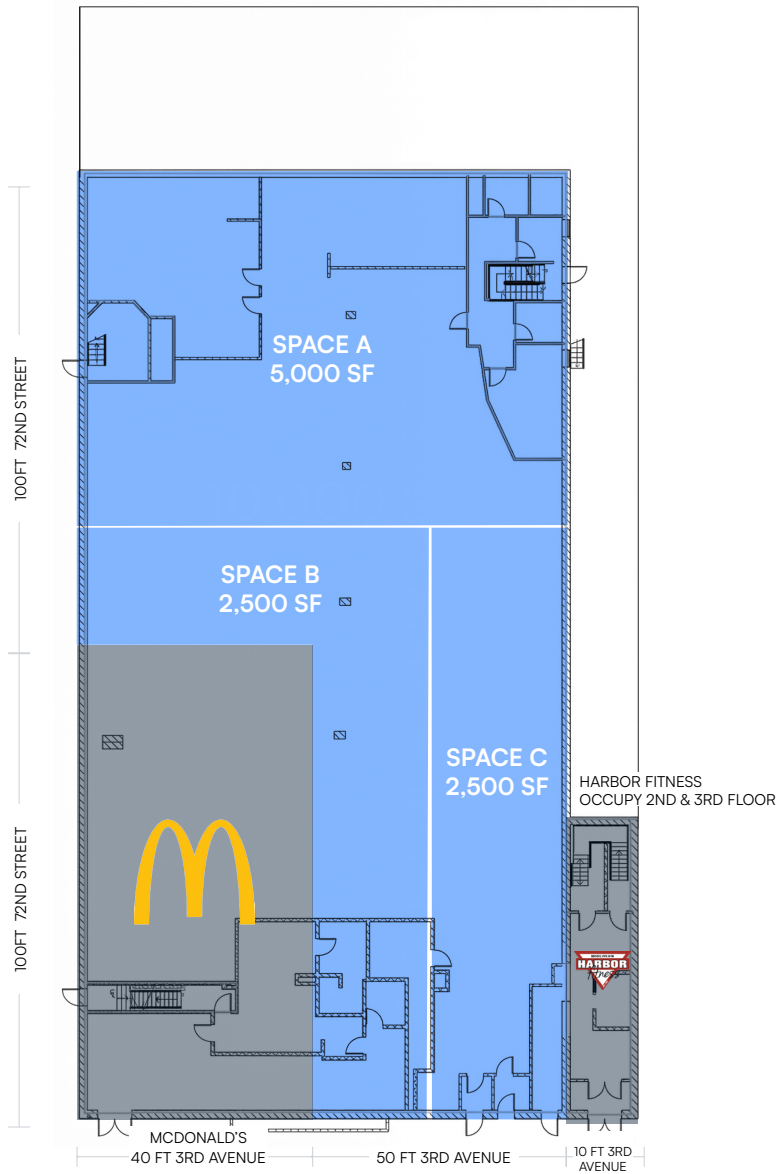 SPACE A
5,000 SF
100FT  72ND STREET
SPACE B
2,500 SF
SPACE C
2,500 SF
HARBOR FITNESS
OCCUPY 2ND & 3RD FLOOR
100FT  72ND STREET
HARBOR
fitness
MCDONALD'S
40 FT 3RD AVENUE
50 FT 3RD AVENUE
10 FT 3RD
AVENUE